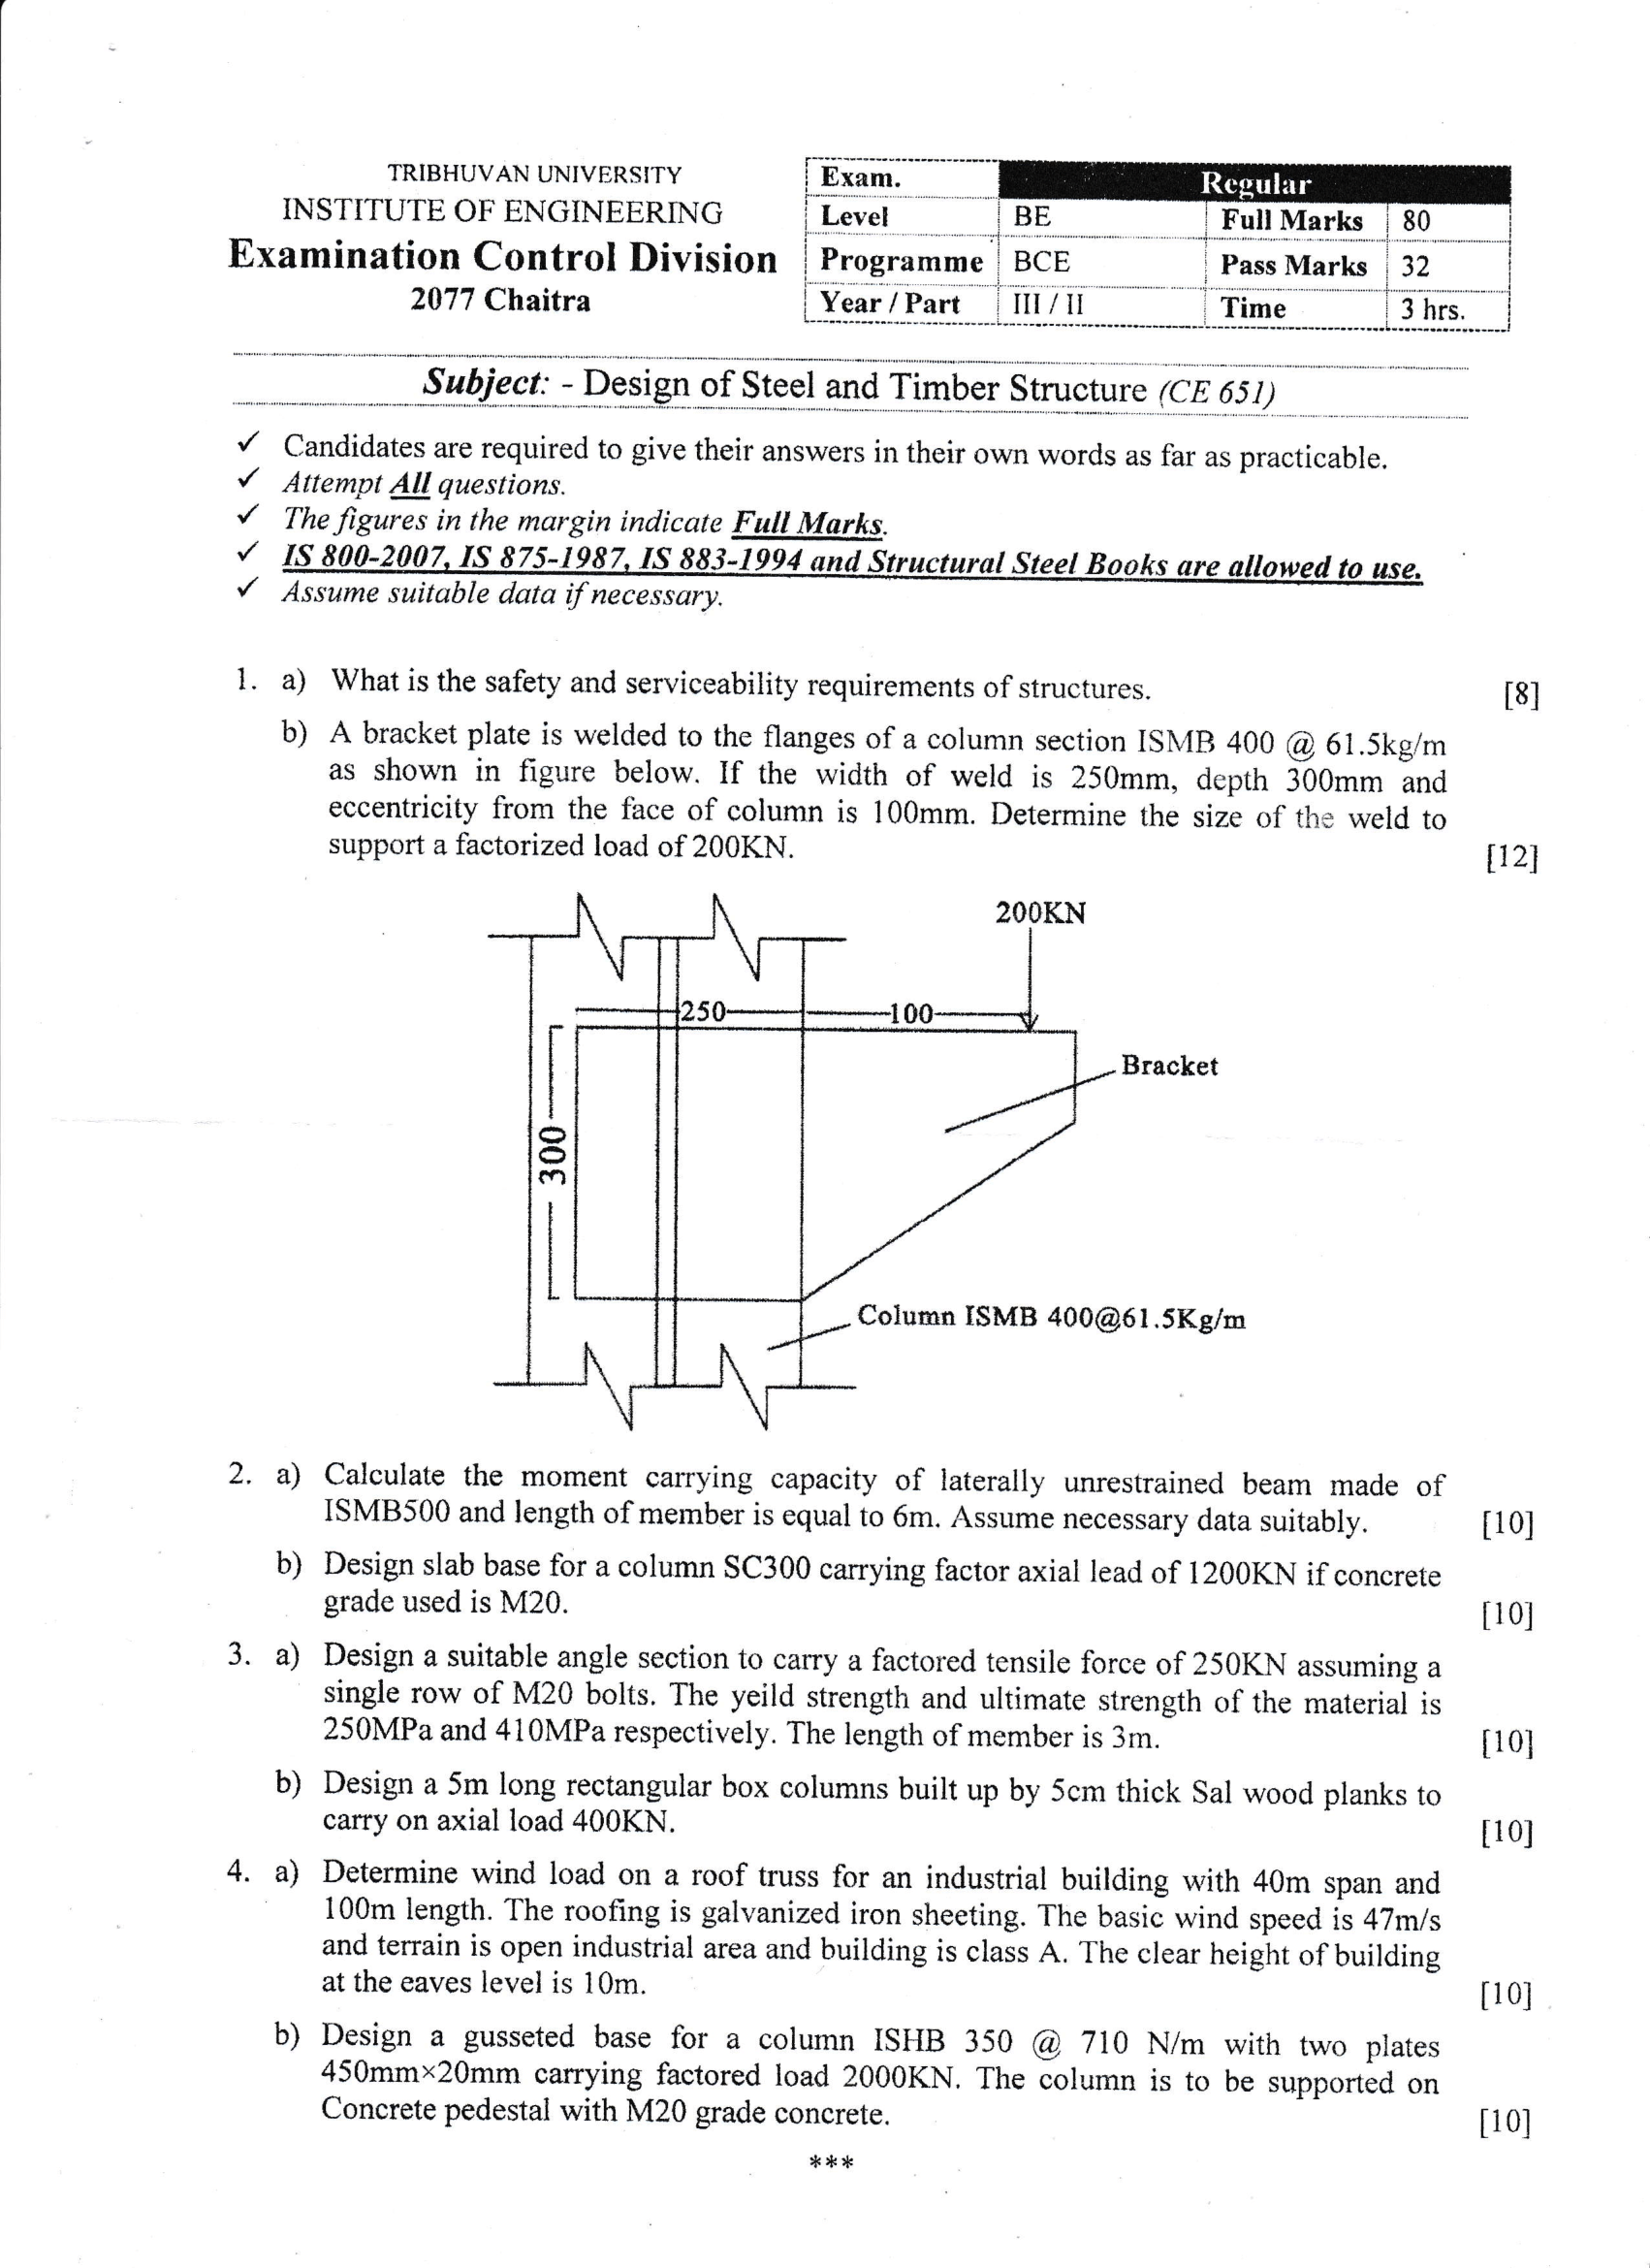 TRIBHUVAN UNIVERSITY
INSTITUTE OF ENGINEERING
Examination Control Division
2077 Chaitra
Exam. Regular
Level BE Full Marks 80
Programme BCE Pass Marks 32
Year / Part III / II Time 3 hrs.
Subject: - Design of Steel and Timber Structure (CE 651)
✓ Candidates are required to give their answers in their own words as far as practicable.
✓ Attempt All questions.
✓ The figures in the margin indicate Full Marks.
✓ IS 800-2007, IS 875-1987, IS 883-1994 and Structural Steel Books are allowed to use.
✓ Assume suitable data if necessary.
1. a) What is the safety and serviceability requirements of structures. [8]
b) A bracket plate is welded to the flanges of a column section ISMB 400 @ 61.5kg/m
as shown in figure below. If the width of weld is 250mm, depth 300mm and
eccentricity from the face of column is 100mm. Determine the size of the weld to
support a factorized load of 200KN. [12]
200KN
250 100
Bracket
300
Column ISMB 400@61.5Kg/m
2. a) Calculate the moment carrying capacity of laterally unrestrained beam made of
ISMB500 and length of member is equal to 6m. Assume necessary data suitably. [10]
b) Design slab base for a column SC300 carrying factor axial lead of 1200KN if concrete
grade used is M20. [10]
3. a) Design a suitable angle section to carry a factored tensile force of 250KN assuming a
single row of M20 bolts. The yeild strength and ultimate strength of the material is
250MPa and 410MPa respectively. The length of member is 3m. [10]
b) Design a 5m long rectangular box columns built up by 5cm thick Sal wood planks to
carry on axial load 400KN. [10]
4. a) Determine wind load on a roof truss for an industrial building with 40m span and
100m length. The roofing is galvanized iron sheeting. The basic wind speed is 47m/s
and terrain is open industrial area and building is class A. The clear height of building
at the eaves level is 10m. [10]
b) Design a gusseted base for a column ISHB 350 @ 710 N/m with two plates
450mm×20mm carrying factored load 2000KN. The column is to be supported on
Concrete pedestal with M20 grade concrete. [10]
***